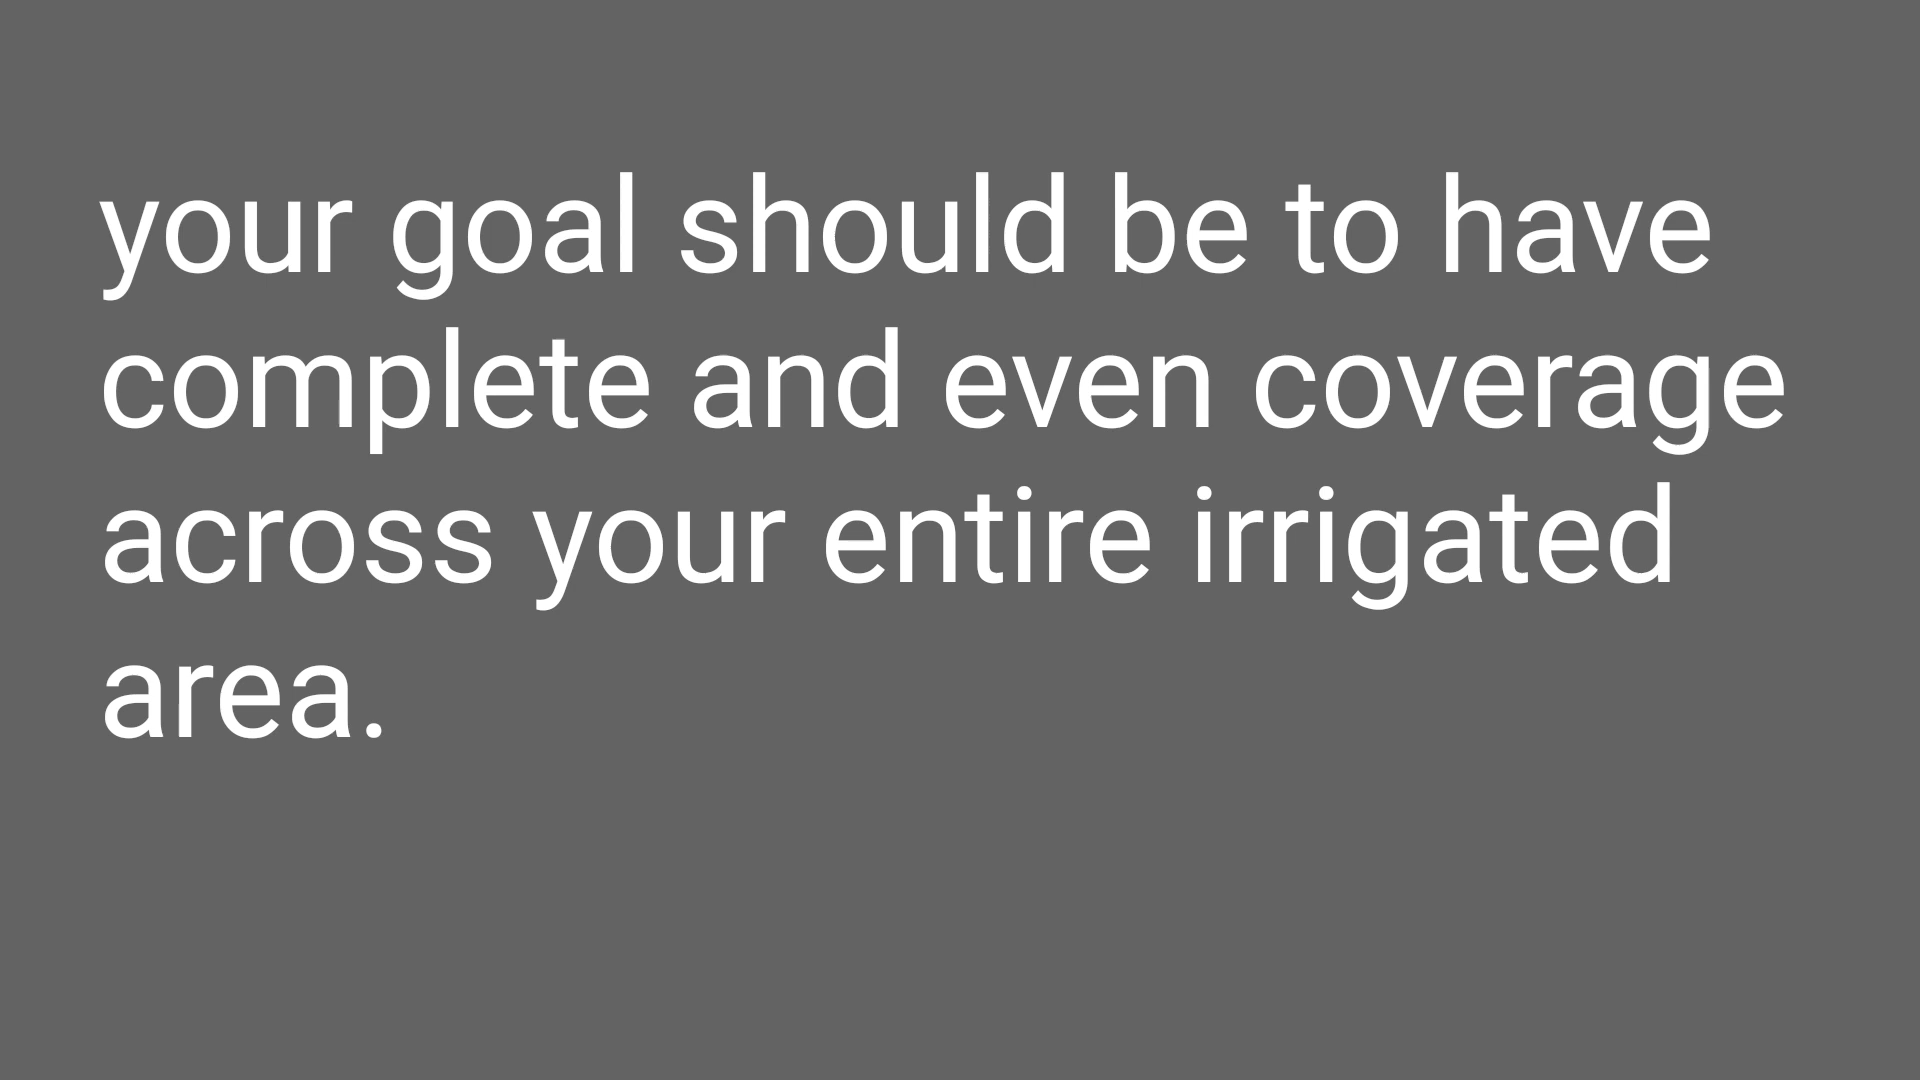 your goal should be to have
complete and even coverage
across your entire irrigated
area.